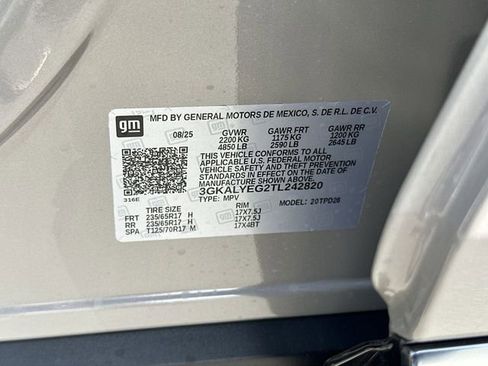 MFD BY GENERAL MOTORS DE MEXICO, S. DE R.L. DE C.V.
gm
08/25 GVWR GAWR FRT GAWR RR
2200 KG 1175 KG 1200 KG
4850 LB 2590 LB 2645 LB
THIS VEHICLE CONFORMS TO ALL
APPLICABLE U.S. FEDERAL MOTOR
VEHICLE SAFETY AND THEFT PREVENTION
STANDARDS IN EFFECT ON THE DATE OF
MANUFACTURE SHOWN ABOVE.
3GKALYEG2TL242820
316E
TYPE: MPV MODEL: 20TPD26
TIRE SIZE RIM
FRT 235/65R17 H 17X7.5J
RR 235/65R17 H 17X7.5J
SPA T125/70R17 M 17X4BT